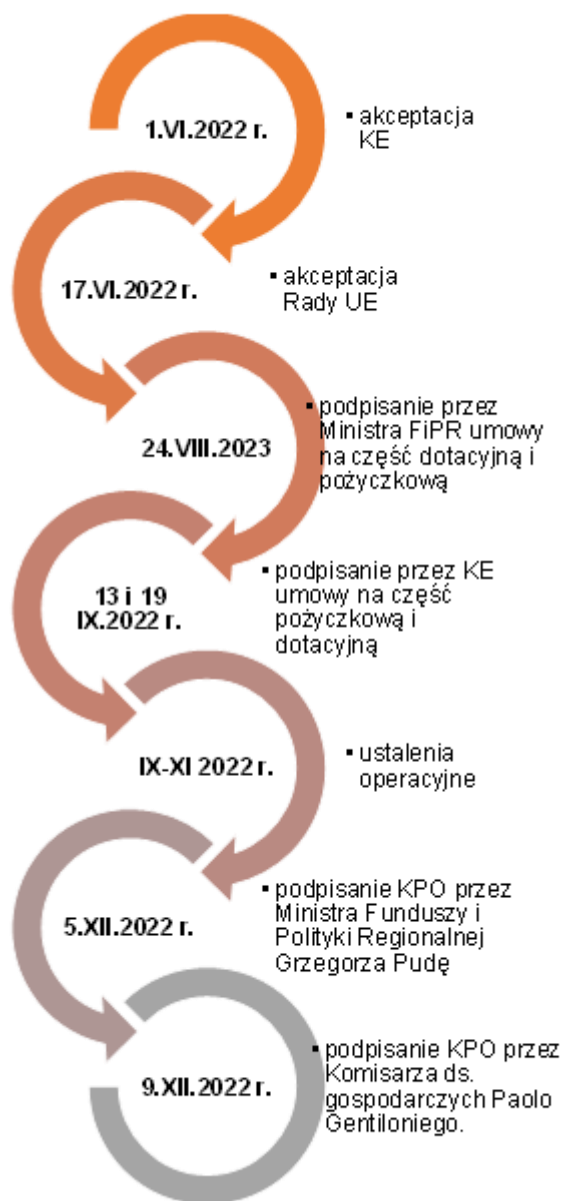 1.VI.2022 r.
▪ akceptacja
KE
17.VI.2022 r.
▪ akceptacja
Rady UE
24.VIII.2023
▪ podpisanie przez
Ministra FiPR umowy
na część dotacyjną i
pożyczkową
13 i 19
IX.2022 r.
▪ podpisanie przez KE
umowy na część
pożyczkową i
dotacyjną
IX-XI 2022 r.
▪ ustalenia
operacyjne
5.XII.2022 r.
▪ podpisanie KPO przez
Ministra Funduszy i
Polityki Regionalnej
Grzegorza Pudę
9.XII.2022 r.
▪ podpisanie KPO przez
Komisarza ds.
gospodarczych Paolo
Gentiloniego.